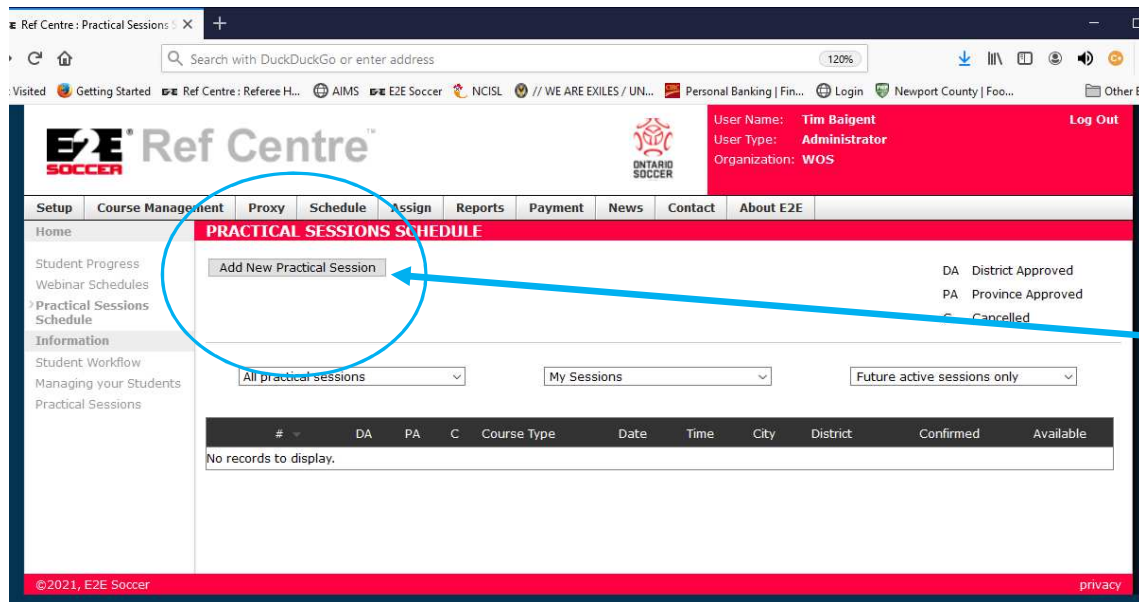 Ref Centre : Practical Sessions S
Search with DuckDuckGo or enter address
120%
Visited Getting Started Ref Centre : Referee H... AIMS E2E Soccer NCISL // WE ARE EXILES / UN... Personal Banking | Fin... Login Newport County | Foo... Other B
E2E SOCCER Ref Centre™
ONTARIO SOCCER
User Name: Tim Baigent Log Out
User Type: Administrator
Organization: WOS
Setup Course Management Proxy Schedule Assign Reports Payment News Contact About E2E
Home PRACTICAL SESSIONS SCHEDULE
Student Progress
Webinar Schedules
Practical Sessions Schedule
Information
Student Workflow
Managing your Students
Practical Sessions
Add New Practical Session
DA District Approved
PA Province Approved
C Cancelled
All practical sessions My Sessions Future active sessions only
# DA PA C Course Type Date Time City District Confirmed Available
No records to display.
©2021, E2E Soccer privacy